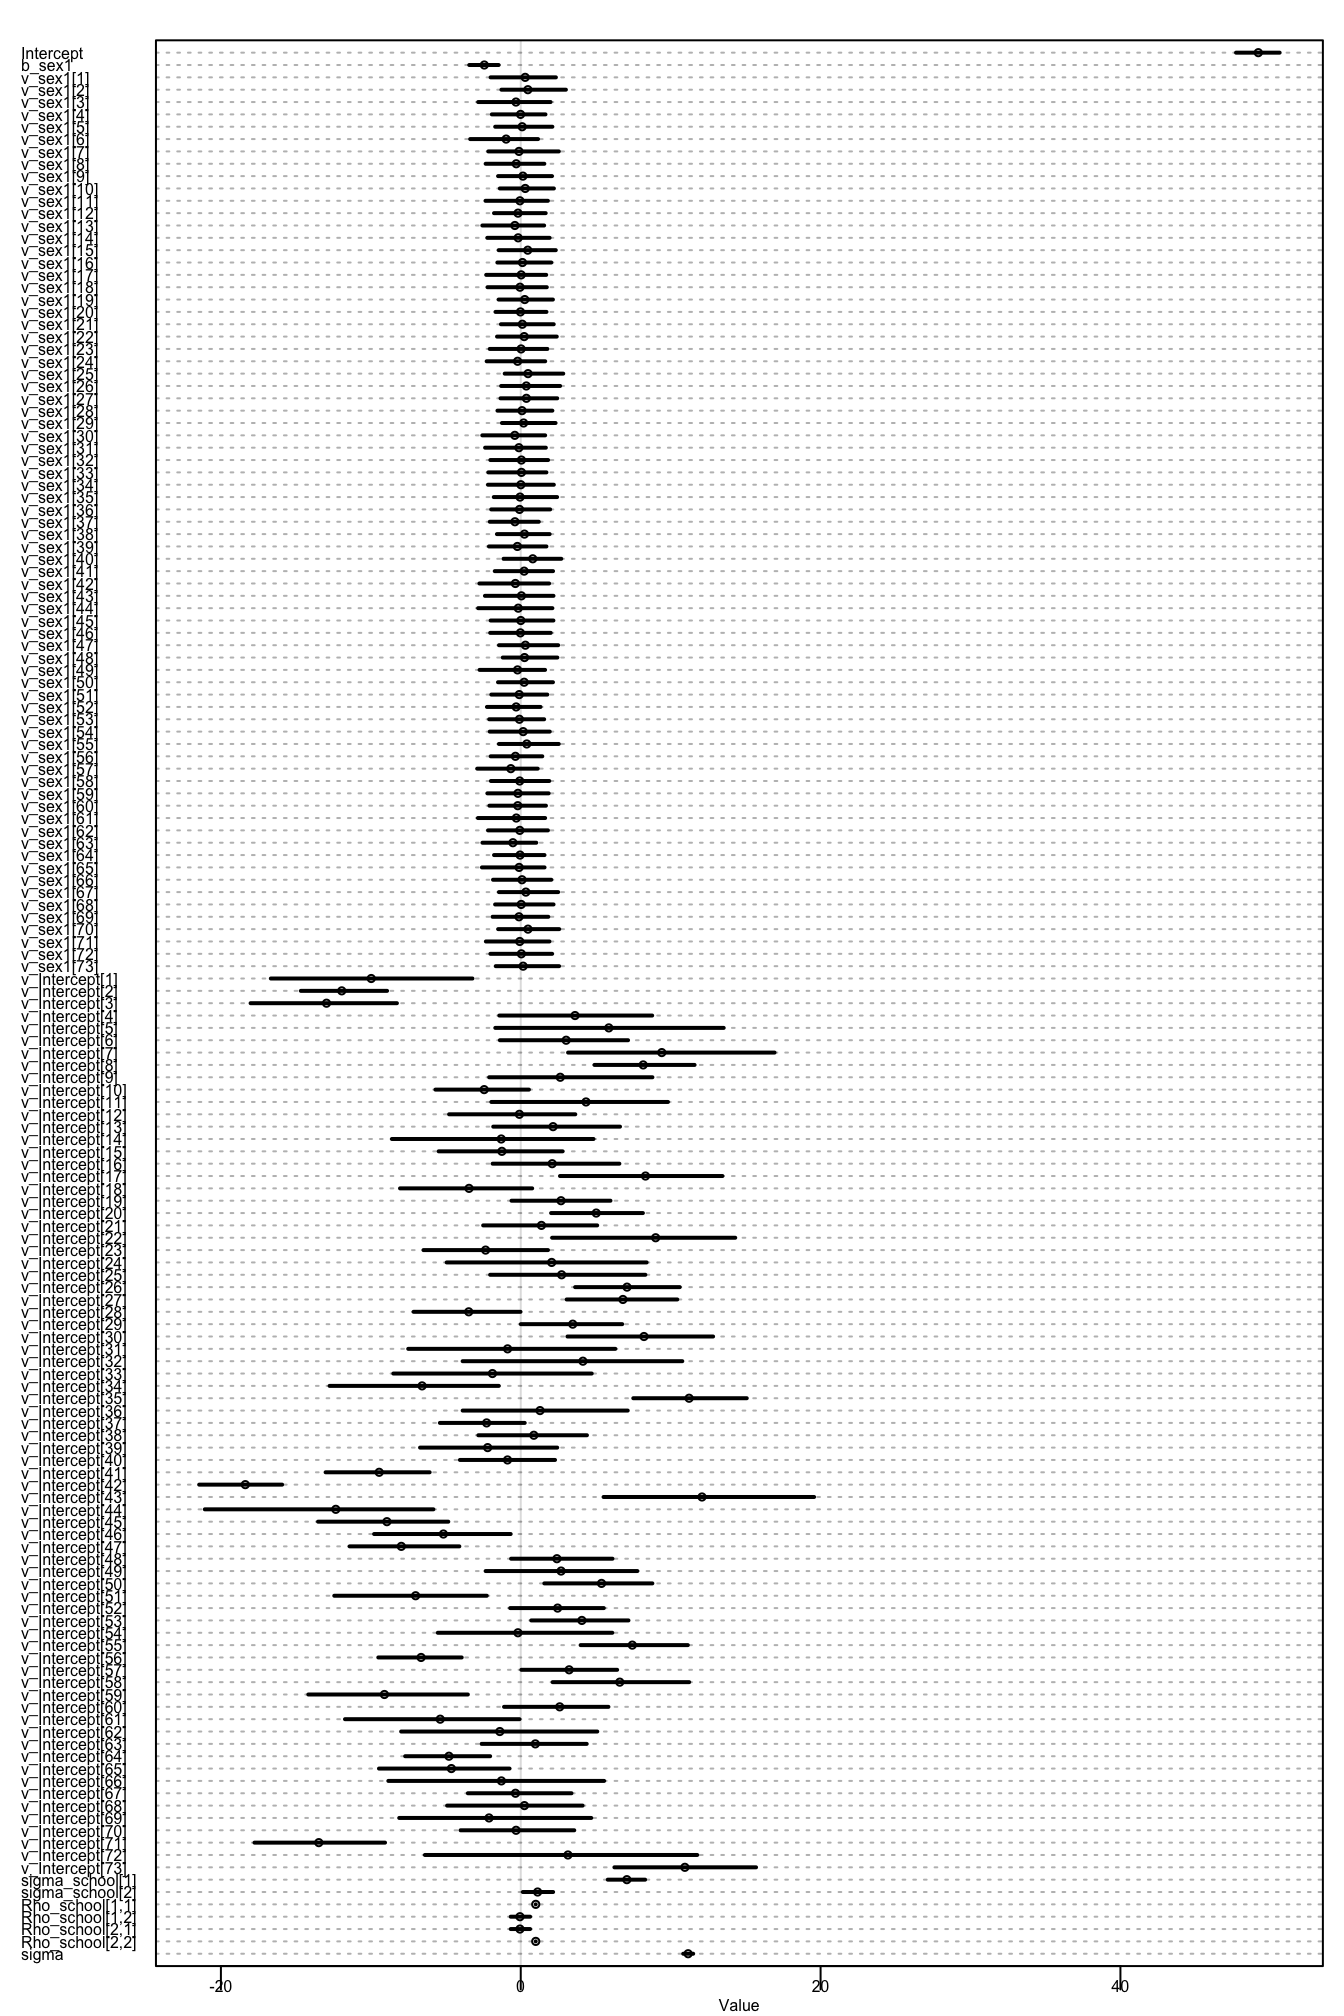 Intercept
b_sex1
v_sex1[1]
v_sex1[2]
v_sex1[3]
v_sex1[4]
v_sex1[5]
v_sex1[6]
v_sex1[7]
v_sex1[8]
v_sex1[9]
v_sex1[10]
v_sex1[11]
v_sex1[12]
v_sex1[13]
v_sex1[14]
v_sex1[15]
v_sex1[16]
v_sex1[17]
v_sex1[18]
v_sex1[19]
v_sex1[20]
v_sex1[21]
v_sex1[22]
v_sex1[23]
v_sex1[24]
v_sex1[25]
v_sex1[26]
v_sex1[27]
v_sex1[28]
v_sex1[29]
v_sex1[30]
v_sex1[31]
v_sex1[32]
v_sex1[33]
v_sex1[34]
v_sex1[35]
v_sex1[36]
v_sex1[37]
v_sex1[38]
v_sex1[39]
v_sex1[40]
v_sex1[41]
v_sex1[42]
v_sex1[43]
v_sex1[44]
v_sex1[45]
v_sex1[46]
v_sex1[47]
v_sex1[48]
v_sex1[49]
v_sex1[50]
v_sex1[51]
v_sex1[52]
v_sex1[53]
v_sex1[54]
v_sex1[55]
v_sex1[56]
v_sex1[57]
v_sex1[58]
v_sex1[59]
v_sex1[60]
v_sex1[61]
v_sex1[62]
v_sex1[63]
v_sex1[64]
v_sex1[65]
v_sex1[66]
v_sex1[67]
v_sex1[68]
v_sex1[69]
v_sex1[70]
v_sex1[71]
v_sex1[72]
v_sex1[73]
v_Intercept[1]
v_Intercept[2]
v_Intercept[3]
v_Intercept[4]
v_Intercept[5]
v_Intercept[6]
v_Intercept[7]
v_Intercept[8]
v_Intercept[9]
v_Intercept[10]
v_Intercept[11]
v_Intercept[12]
v_Intercept[13]
v_Intercept[14]
v_Intercept[15]
v_Intercept[16]
v_Intercept[17]
v_Intercept[18]
v_Intercept[19]
v_Intercept[20]
v_Intercept[21]
v_Intercept[22]
v_Intercept[23]
v_Intercept[24]
v_Intercept[25]
v_Intercept[26]
v_Intercept[27]
v_Intercept[28]
v_Intercept[29]
v_Intercept[30]
v_Intercept[31]
v_Intercept[32]
v_Intercept[33]
v_Intercept[34]
v_Intercept[35]
v_Intercept[36]
v_Intercept[37]
v_Intercept[38]
v_Intercept[39]
v_Intercept[40]
v_Intercept[41]
v_Intercept[42]
v_Intercept[43]
v_Intercept[44]
v_Intercept[45]
v_Intercept[46]
v_Intercept[47]
v_Intercept[48]
v_Intercept[49]
v_Intercept[50]
v_Intercept[51]
v_Intercept[52]
v_Intercept[53]
v_Intercept[54]
v_Intercept[55]
v_Intercept[56]
v_Intercept[57]
v_Intercept[58]
v_Intercept[59]
v_Intercept[60]
v_Intercept[61]
v_Intercept[62]
v_Intercept[63]
v_Intercept[64]
v_Intercept[65]
v_Intercept[66]
v_Intercept[67]
v_Intercept[68]
v_Intercept[69]
v_Intercept[70]
v_Intercept[71]
v_Intercept[72]
v_Intercept[73]
sigma_school[1]
sigma_school[2]
Rho_school[1,1]
Rho_school[1,2]
Rho_school[2,1]
Rho_school[2,2]
sigma
-20 0 20 40
Value